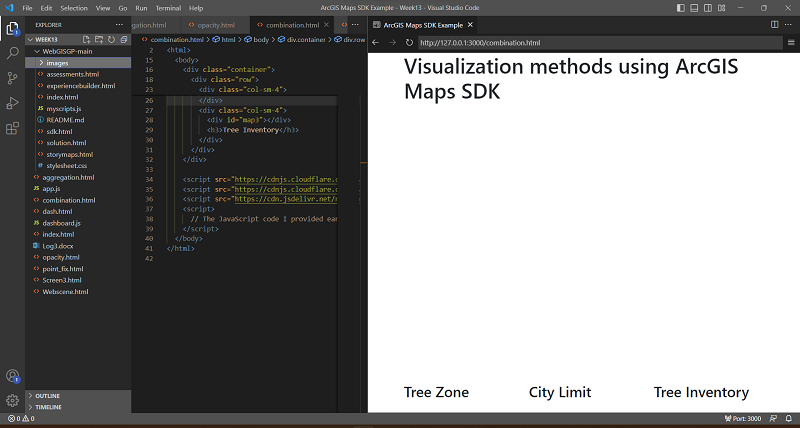 File Edit Selection View Go Run Terminal Help
ArcGIS Maps SDK Example - Week13 - Visual Studio Code
EXPLORER
WEEK13
WebGISGP-main
images
assessments.html
experiencebuilder.html
index.html
myscripts.js
README.md
sdk.html
solution.html
storymaps.html
stylesheet.css
aggregation.html
app.js
combination.html
dash.html
dashboard.js
index.html
Log3.docx
opacity.html
point_fix.html
Screen3.html
Webscene.html
OUTLINE
TIMELINE
gation.html
opacity.html
combination.html
combination.html > html > body > div.container > div.row
2 <html>
15 <body>
16 <div class="container">
19 <div class="row">
23 <div class="col-sm-4">
26 </div>
27 <div class="col-sm-4">
28 <div id="map3"></div>
29 <h3>Tree Inventory</h3>
30 </div>
31 </div>
32 </div>
33
34 <script src="https://cdnjs.cloudflare.c
35 <script src="https://cdnjs.cloudflare.c
36 <script src="https://cdn.jsdelivr.net/n
37 <script>
38 // The JavaScript code I provided ear
39 </script>
40 </body>
41 </html>
42
ArcGIS Maps SDK Example
http://127.0.0.1:3000/combination.html
Visualization methods using ArcGIS
Maps SDK
Tree Zone
City Limit
Tree Inventory
0 0
Port: 3000